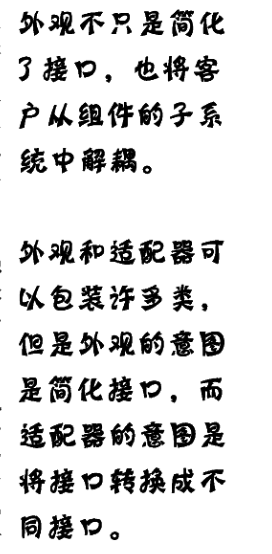 外观不只是简化
了接口，也将客
户从组件的子系
统中解耦。
外观和适配器可
以包装许多类，
但是外观的意图
是简化接口，而
适配器的意图是
将接口转换成不
同接口。